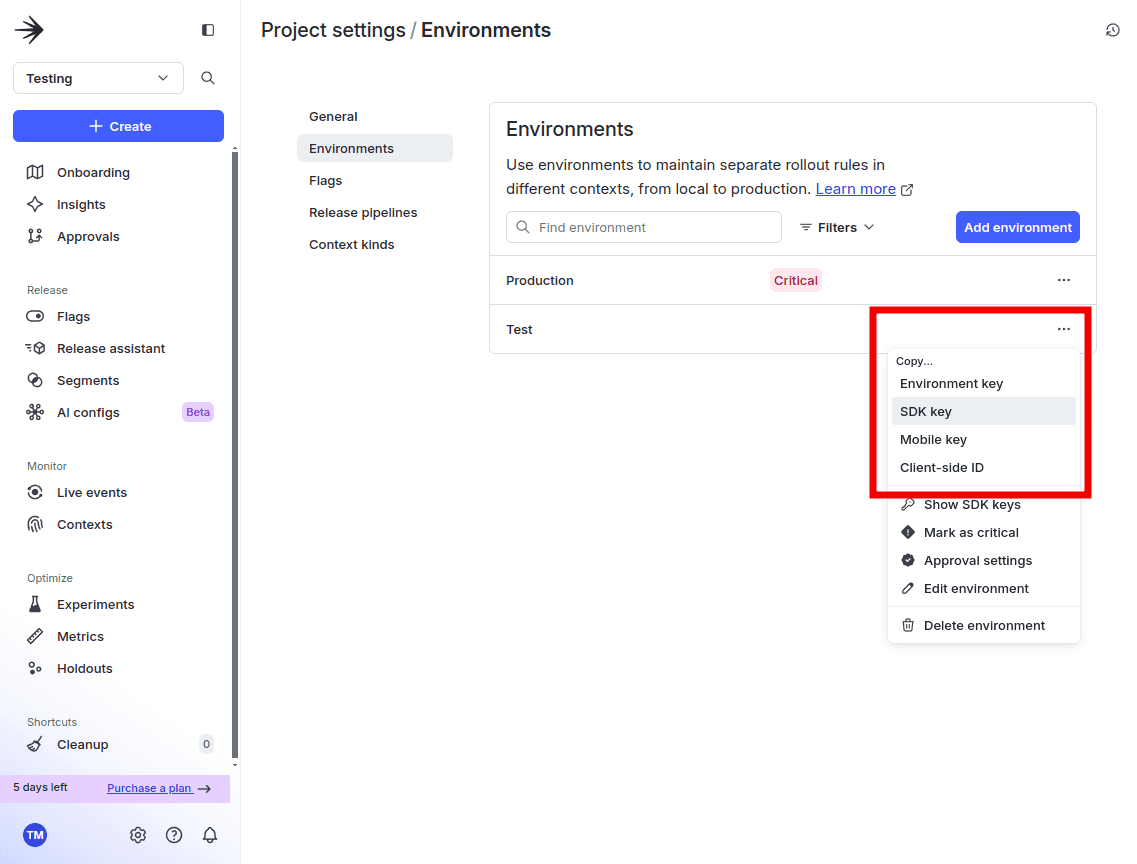 Project settings / Environments
Testing
Create
Onboarding
Insights
Approvals
Release
Flags
Release assistant
Segments
AI configs Beta
Monitor
Live events
Contexts
Optimize
Experiments
Metrics
Holdouts
Shortcuts
Cleanup 0
5 days left Purchase a plan
TM
General
Environments
Flags
Release pipelines
Context kinds
Environments
Use environments to maintain separate rollout rules in
different contexts, from local to production. Learn more
Find environment Filters Add environment
Production Critical
Test
Copy...
Environment key
SDK key
Mobile key
Client-side ID
Show SDK keys
Mark as critical
Approval settings
Edit environment
Delete environment